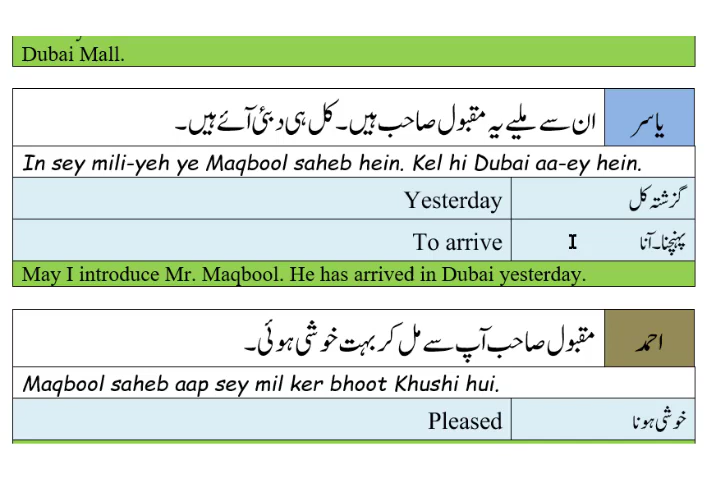 Dubai Mall.
یاسر ان سے ملیے یہ مقبول صاحب ہیں۔ کل ہی دبئی آئے ہیں۔
In sey mili-yeh ye Maqbool saheb hein. Kel hi Dubai aa-ey hein.
Yesterday گزشتہ کل
To arrive پہنچنا۔آنا
May I introduce Mr. Maqbool. He has arrived in Dubai yesterday.
احمد مقبول صاحب آپ سے مل کر بہت خوشی ہوئی۔
Maqbool saheb aap sey mil ker bhoot Khushi hui.
Pleased خوشی ہونا